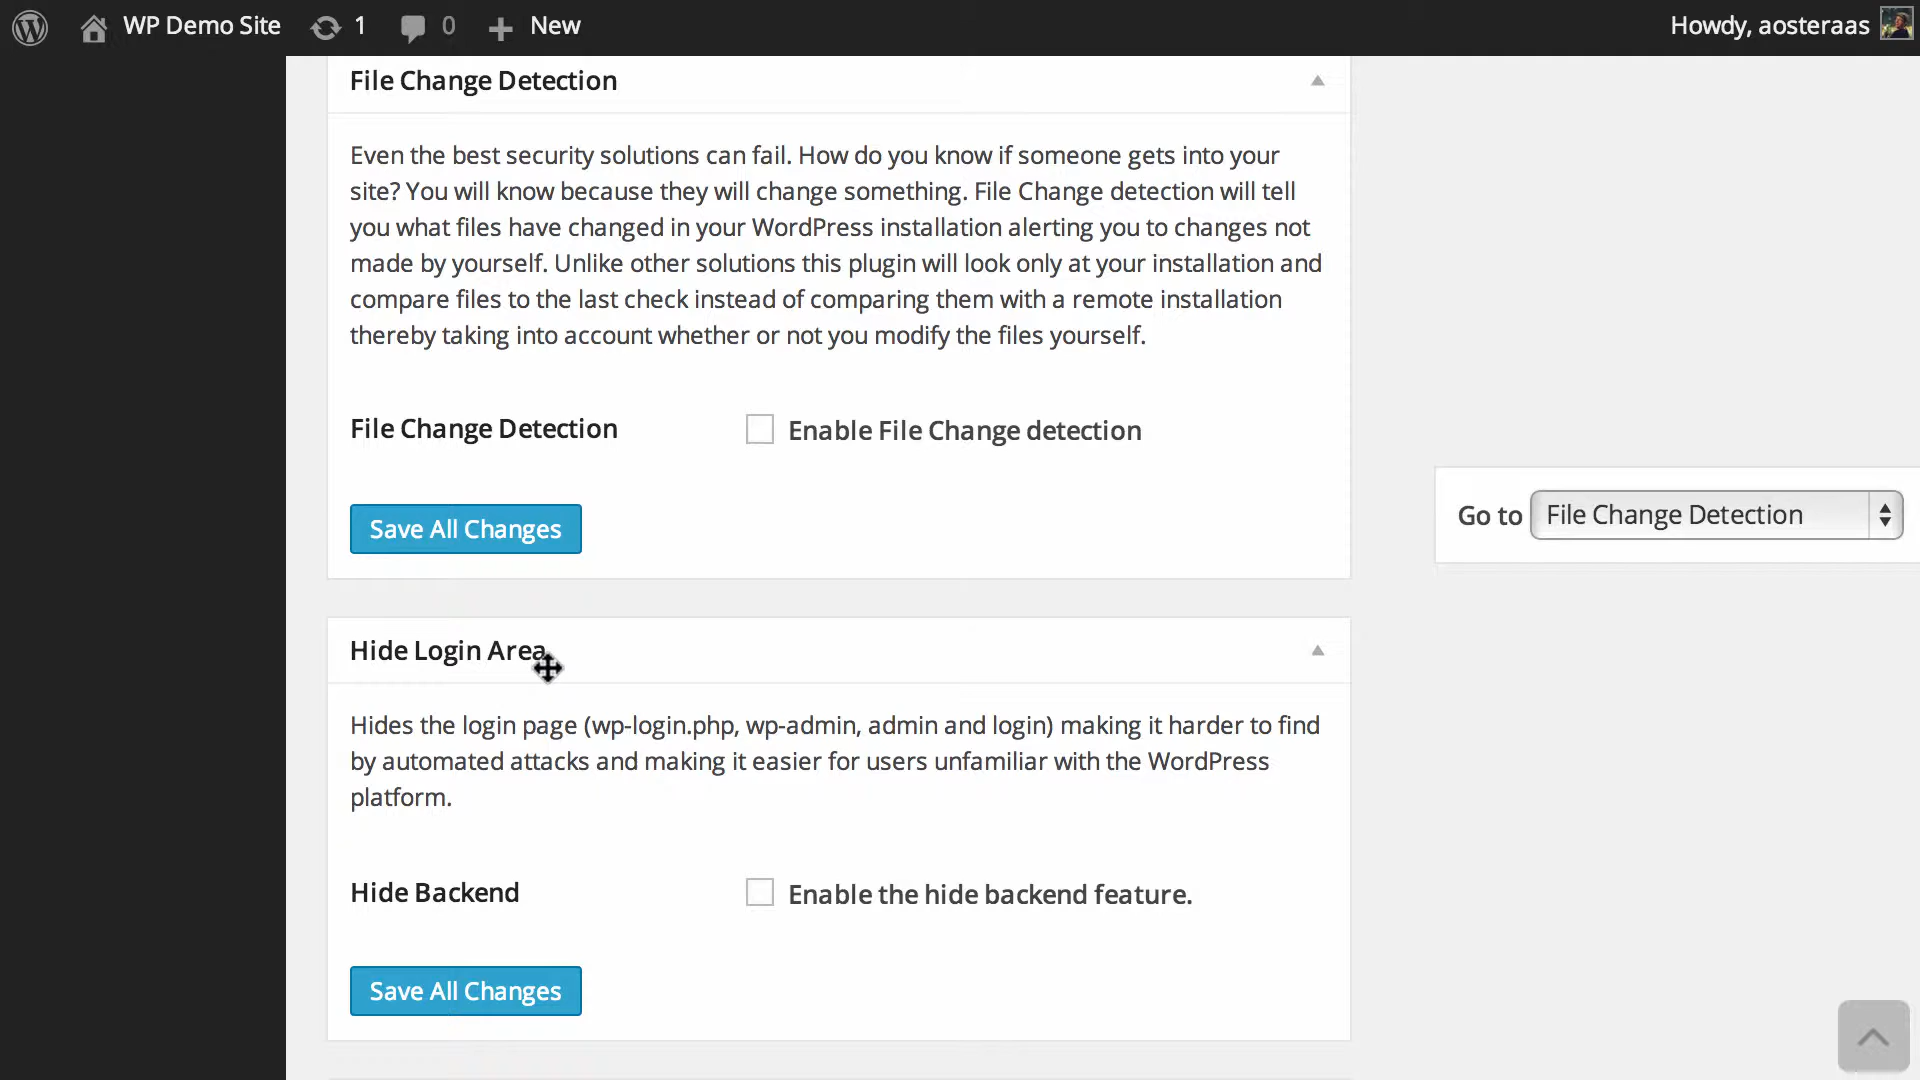 WP Demo Site 1 0 New Howdy, aosteraas
File Change Detection
Even the best security solutions can fail. How do you know if someone gets into your
site? You will know because they will change something. File Change detection will tell
you what files have changed in your WordPress installation alerting you to changes not
made by yourself. Unlike other solutions this plugin will look only at your installation and
compare files to the last check instead of comparing them with a remote installation
thereby taking into account whether or not you modify the files yourself.
File Change Detection Enable File Change detection
Save All Changes
Go to File Change Detection
Hide Login Area
Hides the login page (wp-login.php, wp-admin, admin and login) making it harder to find
by automated attacks and making it easier for users unfamiliar with the WordPress
platform.
Hide Backend Enable the hide backend feature.
Save All Changes